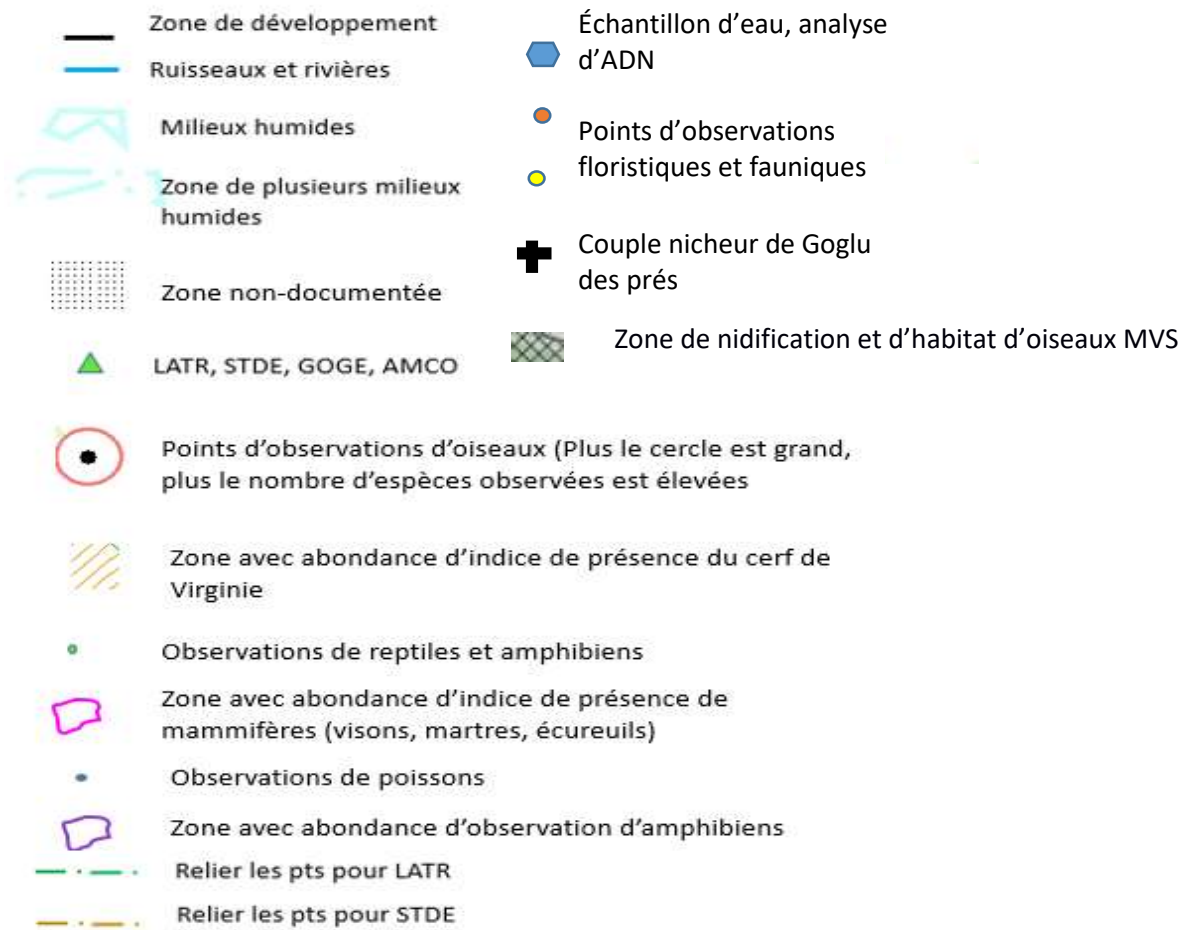 Zone de développement
Ruisseaux et rivières
Milieux humides
Zone de plusieurs milieux
humides
Zone non-documentée
LATR, STDE, GOGE, AMCO
Points d'observations d'oiseaux (Plus le cercle est grand,
plus le nombre d'espèces observées est élevées
Zone avec abondance d'indice de présence du cerf de
Virginie
Observations de reptiles et amphibiens
Zone avec abondance d'indice de présence de
mammifères (visons, martres, écureuils)
Observations de poissons
Zone avec abondance d'observation d'amphibiens
Relier les pts pour LATR
Relier les pts pour STDE
Échantillon d’eau, analyse
d’ADN
Points d’observations
floristiques et fauniques
Couple nicheur de Goglu
des prés
Zone de nidification et d’habitat d’oiseaux MVS